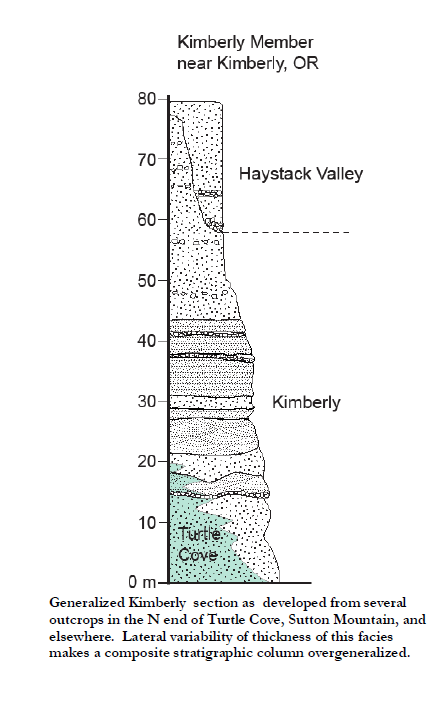 Kimberly Member
near Kimberly, OR
80
70
Haystack Valley
60
50
40
30
Kimberly
20
10
Turtle
Cove
0 m
Generalized Kimberly section as developed from several
outcrops in the N end of Turtle Cove, Sutton Mountain, and
elsewhere. Lateral variability of thickness of this facies
makes a composite stratigraphic column overgeneralized.